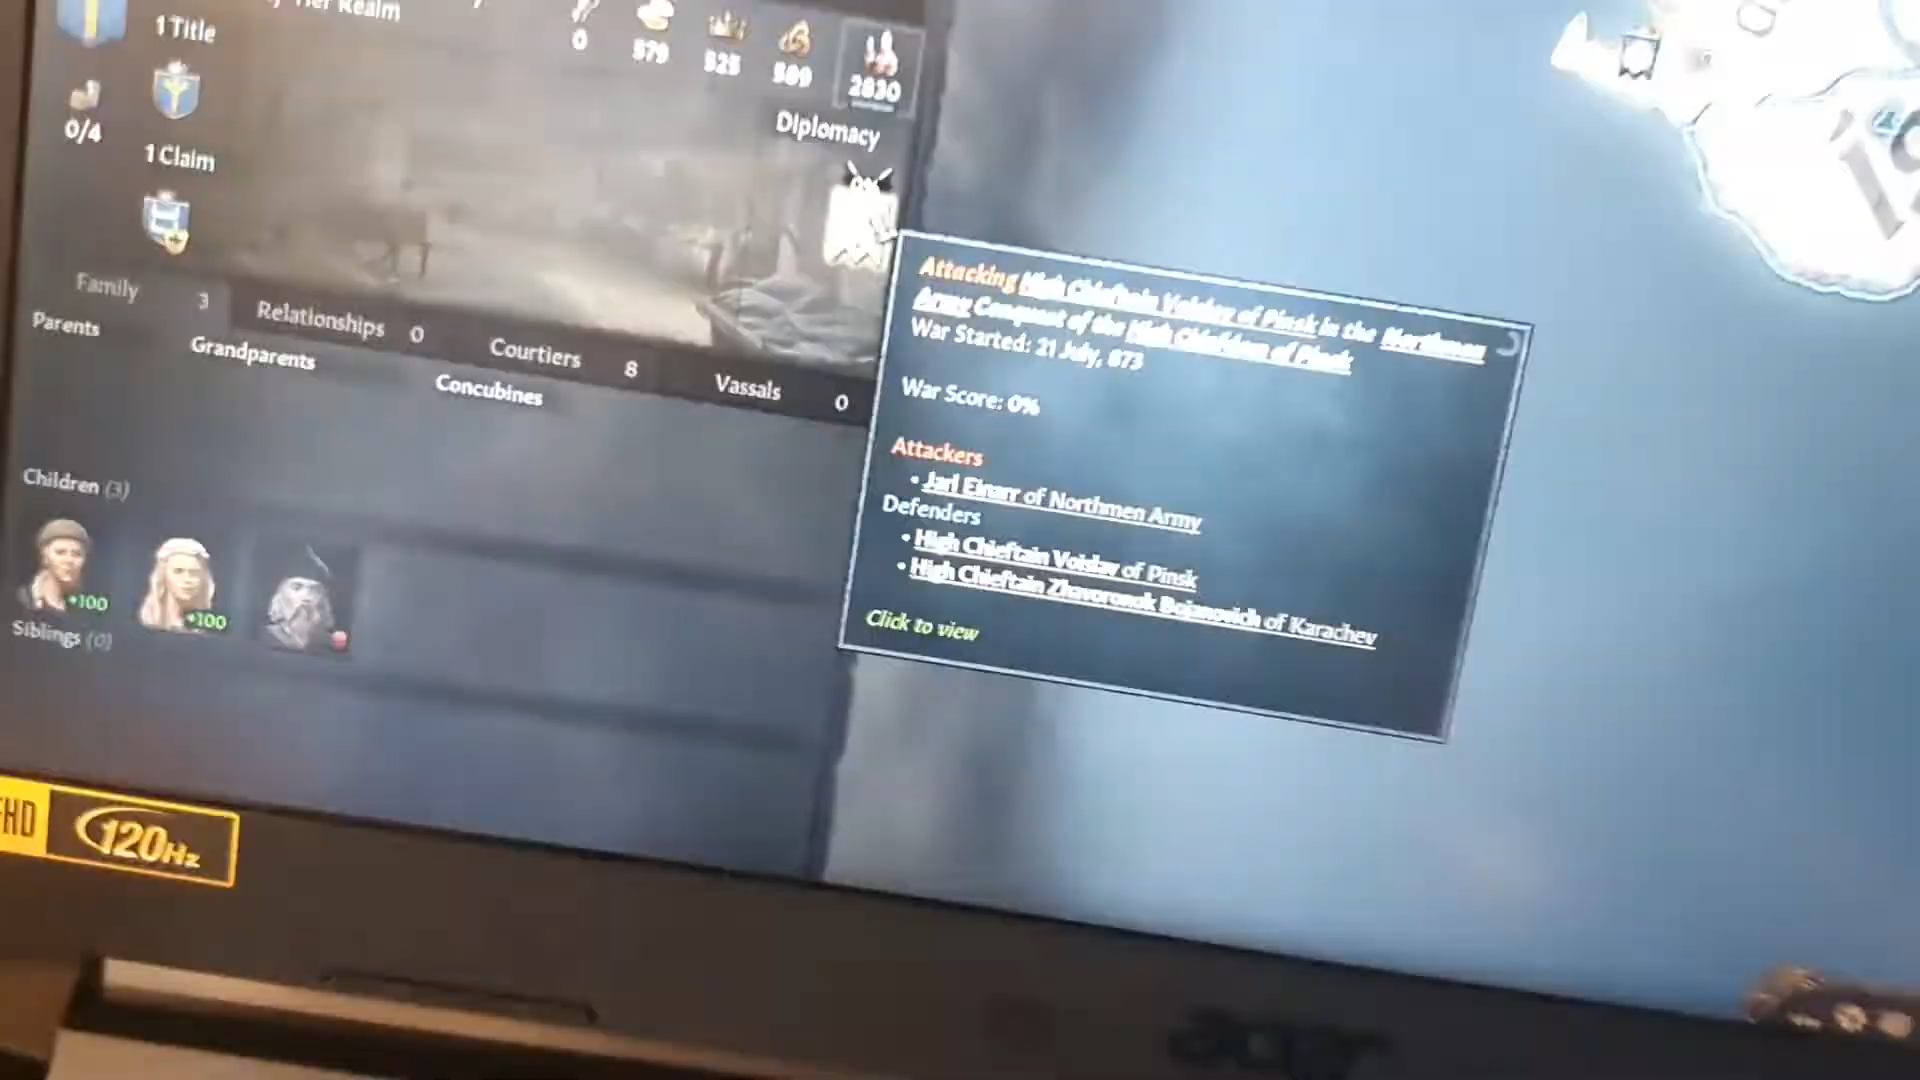 Tier Realm
1 Title
0
579
525
589
2830
0/4
Diplomacy
1 Claim
0%
Family 3
Relationships 0
Courtiers 8
Vassals 0
Parents
Grandparents
Concubines
Children (3)
+100
+100
Siblings (0)
Attacking High Chieftain Voislav of Pinsk in the Northmen
Army Conquest of the High Chiefdom of Pinsk
War Started: 21 July, 873
War Score: 0%
Attackers
• Jarl Einarr of Northmen Army
Defenders
• High Chieftain Voislav of Pinsk
• High Chieftain Zhavoronok Bojanovich of Karachev
Click to view
FHD
120Hz
acer